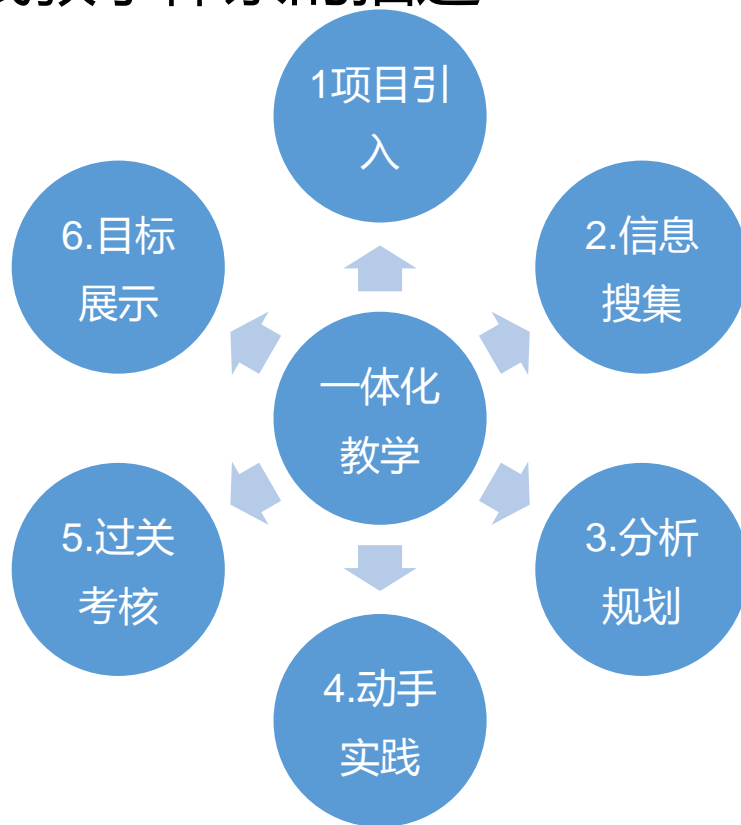 1项目引
入
2.信息
搜集
3.分析
规划
4.动手
实践
5.过关
考核
6.目标
展示
一体化
教学